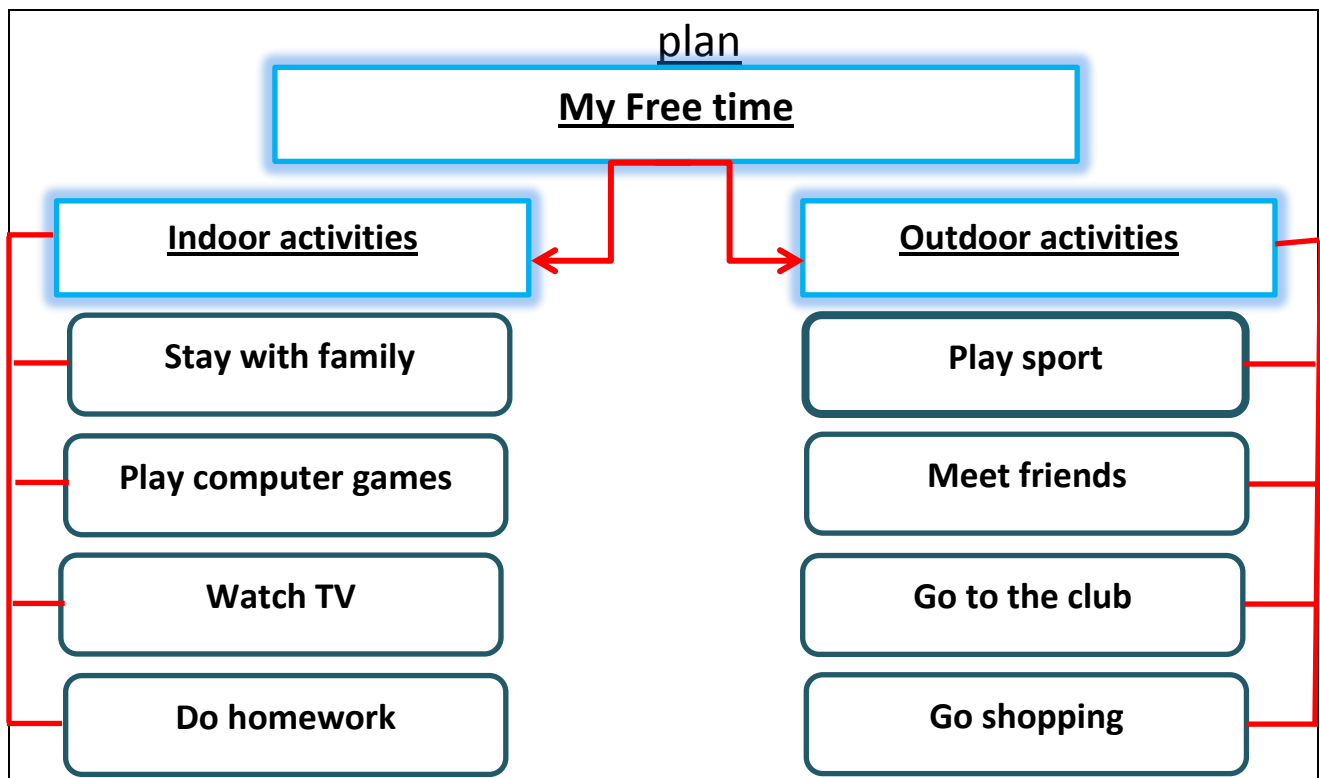 plan
My Free time
Indoor activities
Stay with family
Play computer games
Watch TV
Do homework
Outdoor activities
Play sport
Meet friends
Go to the club
Go shopping